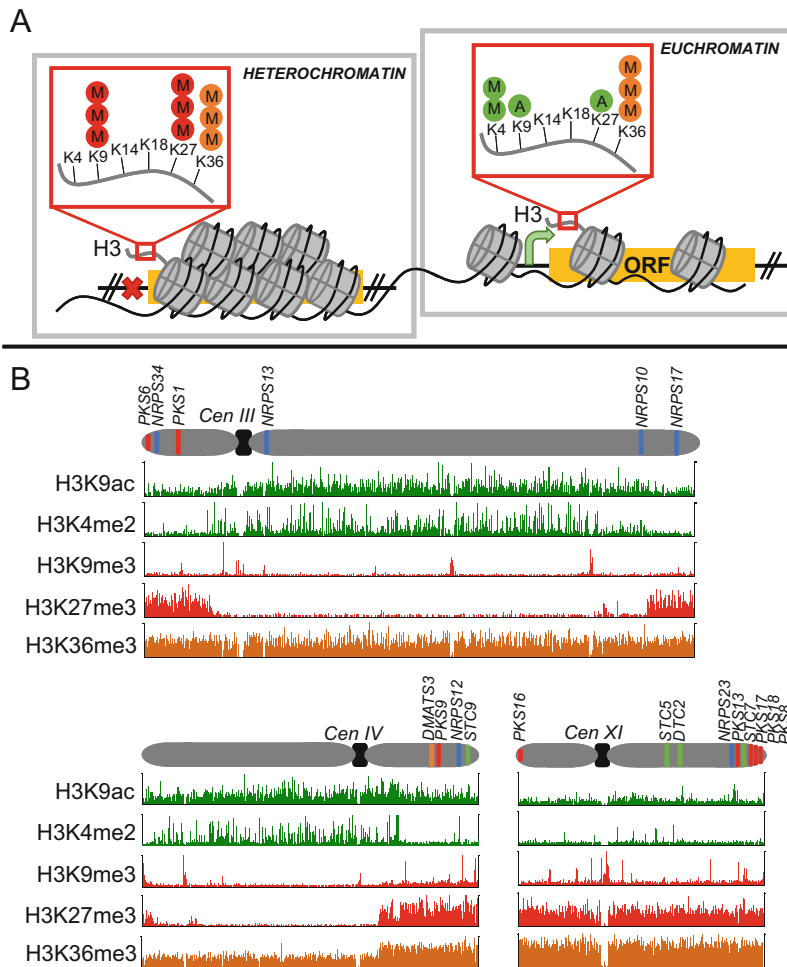 A
HETEROCHROMATIN
M
M
M
M
M
M
M
M
M
K4
K9
K14
K18
K27
K36
H3
EUCHROMATIN
M
M
A
A
M
M
M
K4
K9
K14
K18
K27
K36
H3
ORF
B
PKS6
NRPS34
PKS1
Cen III
NRPS13
NRPS10
NRPS17
H3K9ac
H3K4me2
H3K9me3
H3K27me3
H3K36me3
Cen IV
DMATS3
PKS9
NRPS12
STC9
PKS16
Cen XI
STC5
DTC2
NRPS23
PKS13
STC7
PKS17
PKS18
PKS8
H3K9ac
H3K4me2
H3K9me3
H3K27me3
H3K36me3